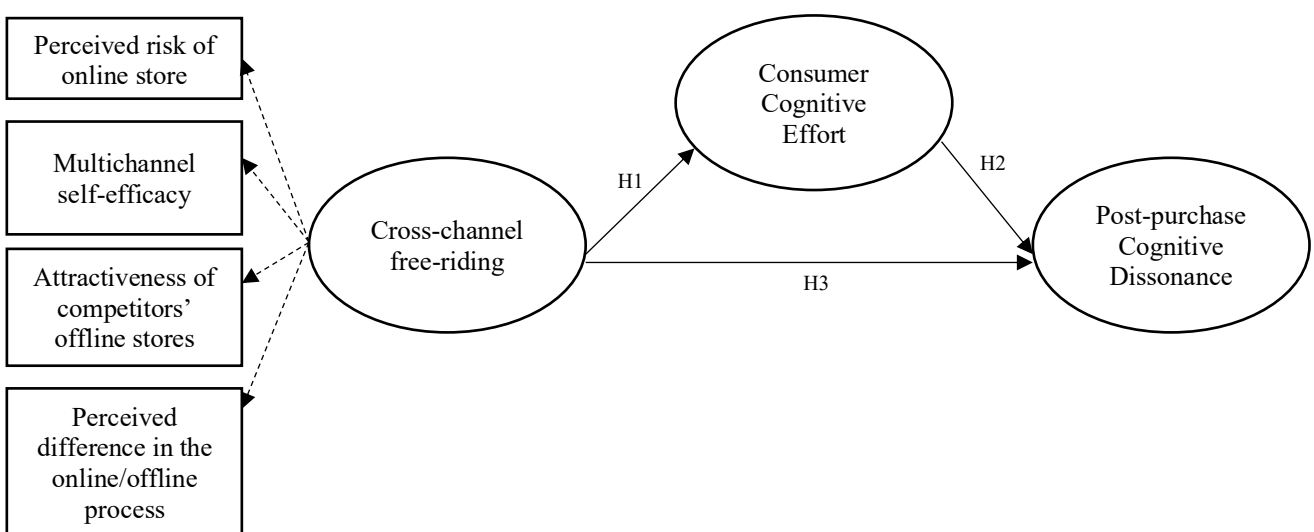 Perceived risk of
online store
Multichannel
self-efficacy
Attractiveness of
competitors’
offline stores
Perceived
difference in the
online/offline
process
Cross-channel
free-riding
H1
Consumer
Cognitive
Effort
H2
H3
Post-purchase
Cognitive
Dissonance